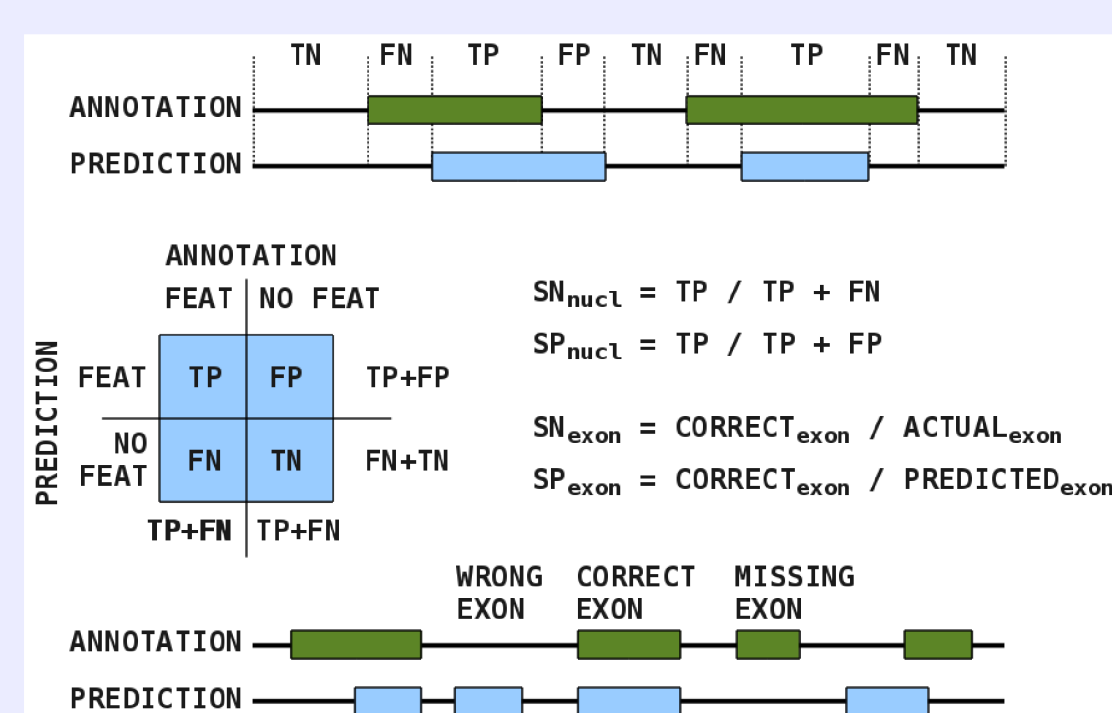 TN FN TP FP TN FN TP FN TN
ANNOTATION
PREDICTION
ANNOTATION
FEAT NO FEAT
PREDICTION
FEAT TP FP TP+FP
NO
FEAT FN TN FN+TN
TP+FN TP+FN
SNnucl = TP / TP + FN
SPnucl = TP / TP + FP
SNexon = CORRECTexon / ACTUALexon
SPexon = CORRECTexon / PREDICTEDexon
WRONG CORRECT MISSING
EXON EXON EXON
ANNOTATION
PREDICTION